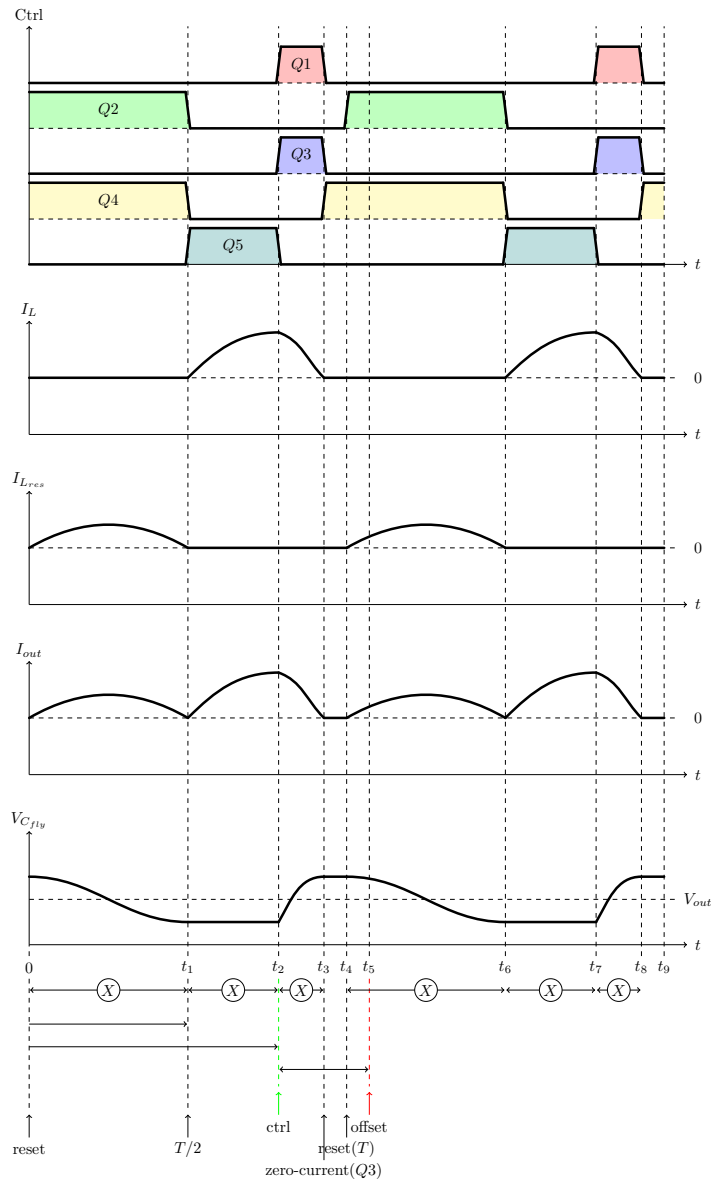 Ctrl
Q1
Q2
Q3
Q4
Q5
t
I_L
0
t
I_{L_{res}}
0
t
I_{out}
0
t
V_{C_{fly}}
V_{out}
t
0 t_1 t_2 t_3 t_4 t_5 t_6 t_7 t_8 t_9
X X X X X X
ctrl offset
reset T/2 reset(T)
zero-current(Q3)